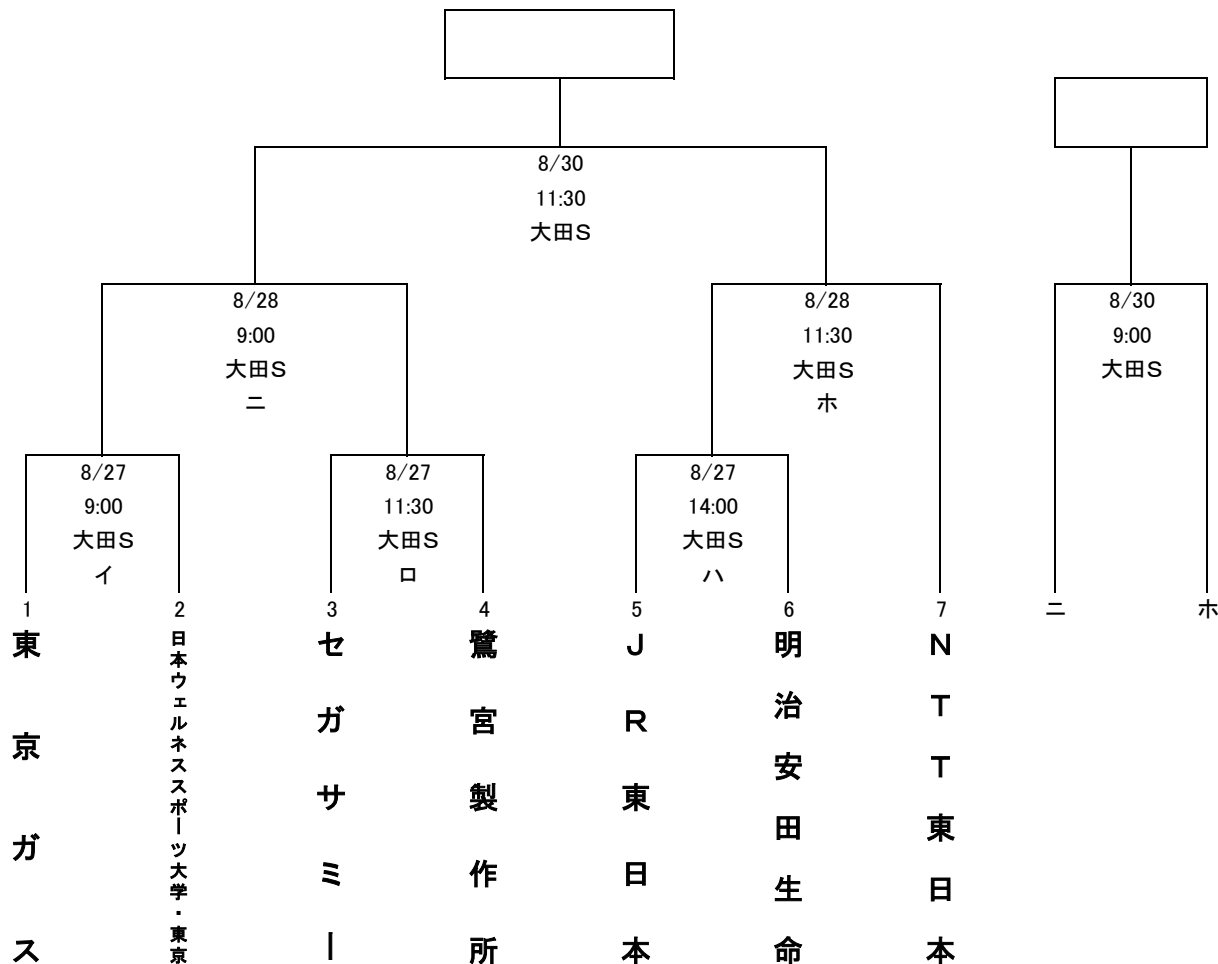 8/30
11:30
大田S
8/28
9:00
大田S
ニ
8/28
11:30
大田S
ホ
8/30
9:00
大田S
8/27
9:00
大田S
イ
8/27
11:30
大田S
ロ
8/27
14:00
大田S
ハ
1
2
3
4
5
6
7
ニ
ホ
東京ガス
日本ウェルネススポーツ大学・東京
セガサミー
鷺宮製作所
JR東日本
明治安田生命
NTT東日本